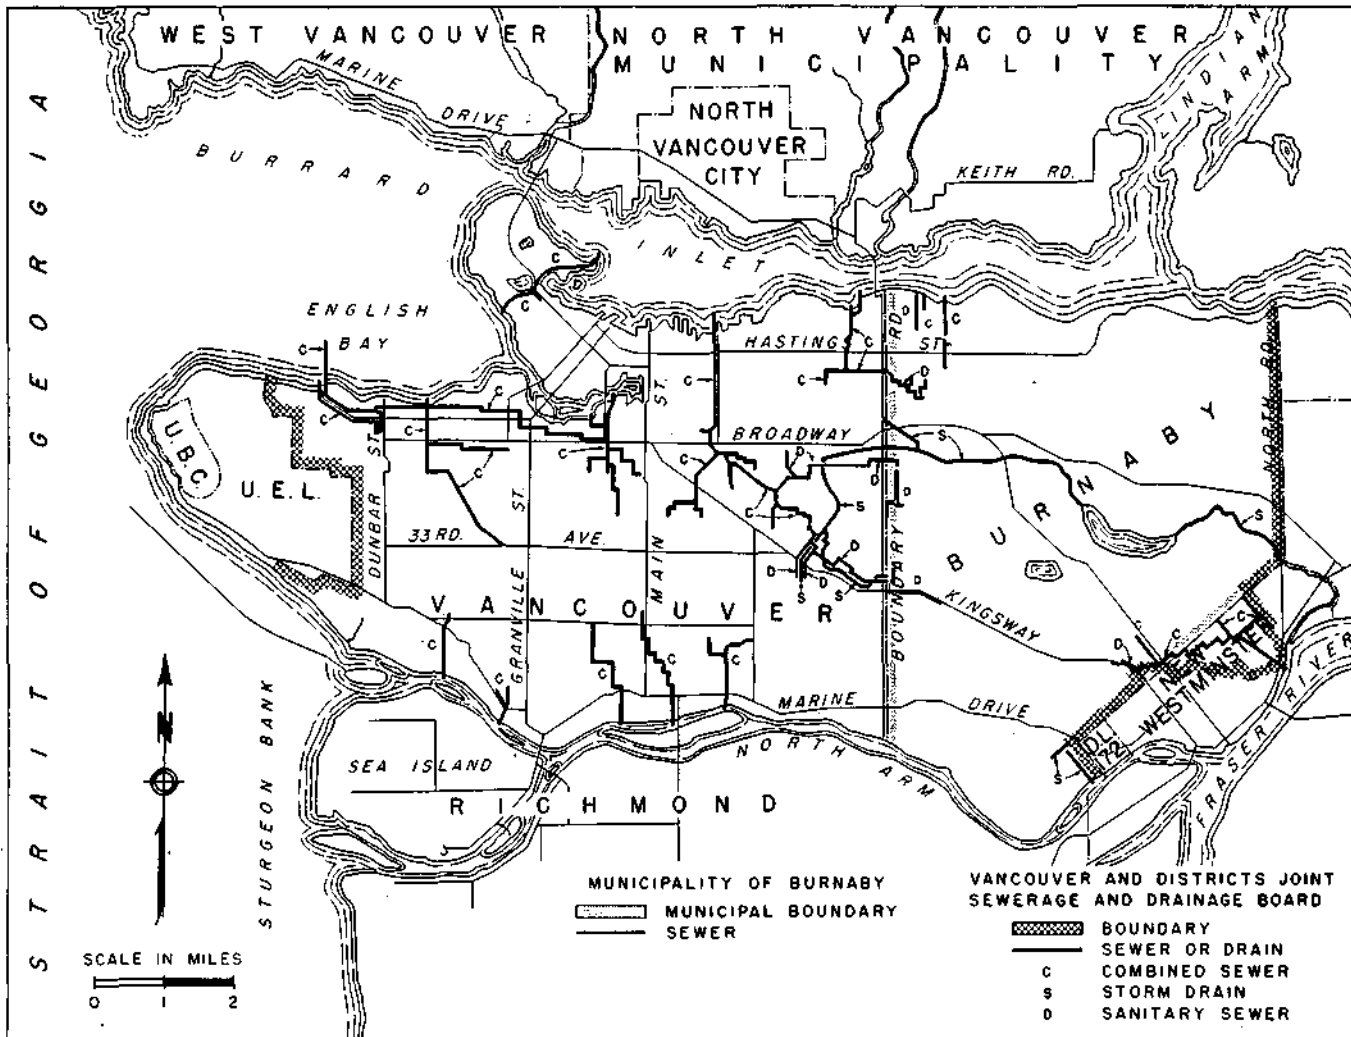 WEST VANCOUVER
NORTH VANCOUVER
MUNICIPALITY
INDIAN
ARM
MARINE
DRIVE
NORTH
VANCOUVER
CITY
KEITH RD.
BURRARD
INLET
STRAIT OF GEORGIA
ENGLISH
BAY
HASTINGS ST.
RD.
NORTH RD.
ST.
BROADWAY
U.B.C.
U.E.L.
DUNBAR ST.
33RD. AVE.
GRANVILLE ST.
MAIN
BOUNDARY
BURNABY
VANCOUVER
KINGSWAY
NEW
WESTMINSTER
MARINE DRIVE
D.L.
72
NORTH ARM
FRASER RIVER
SEA ISLAND
RICHMOND
STURGEON BANK
N
SCALE IN MILES
0 1 2
MUNICIPALITY OF BURNABY
MUNICIPAL BOUNDARY
SEWER
VANCOUVER AND DISTRICTS JOINT
SEWERAGE AND DRAINAGE BOARD
BOUNDARY
SEWER OR DRAIN
C COMBINED SEWER
S STORM DRAIN
D SANITARY SEWER